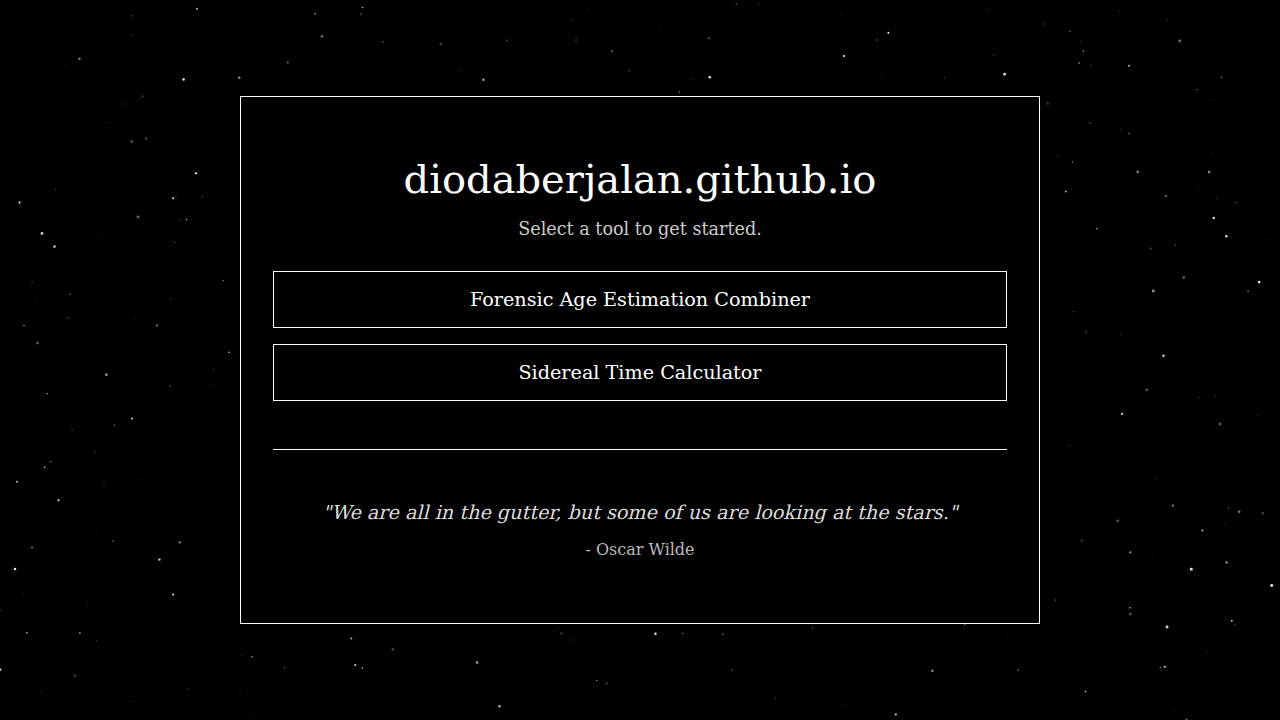 diodaberjalan.github.io
Select a tool to get started.
Forensic Age Estimation Combiner
Sidereal Time Calculator
"We are all in the gutter, but some of us are looking at the stars."
- Oscar Wilde